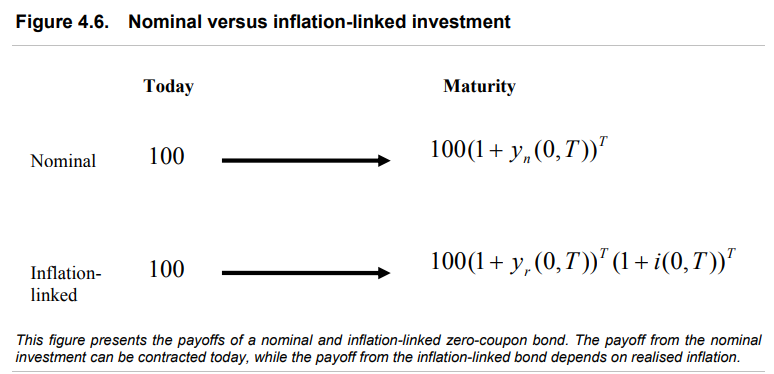 Figure 4.6. Nominal versus inflation-linked investment
Today Maturity
Nominal 100 100(1 + y_n(0,T))^T
Inflation-
linked 100 100(1 + y_r(0,T))^T (1 + i(0,T))^T
This figure presents the payoffs of a nominal and inflation-linked zero-coupon bond. The payoff from the nominal
investment can be contracted today, while the payoff from the inflation-linked bond depends on realised inflation.